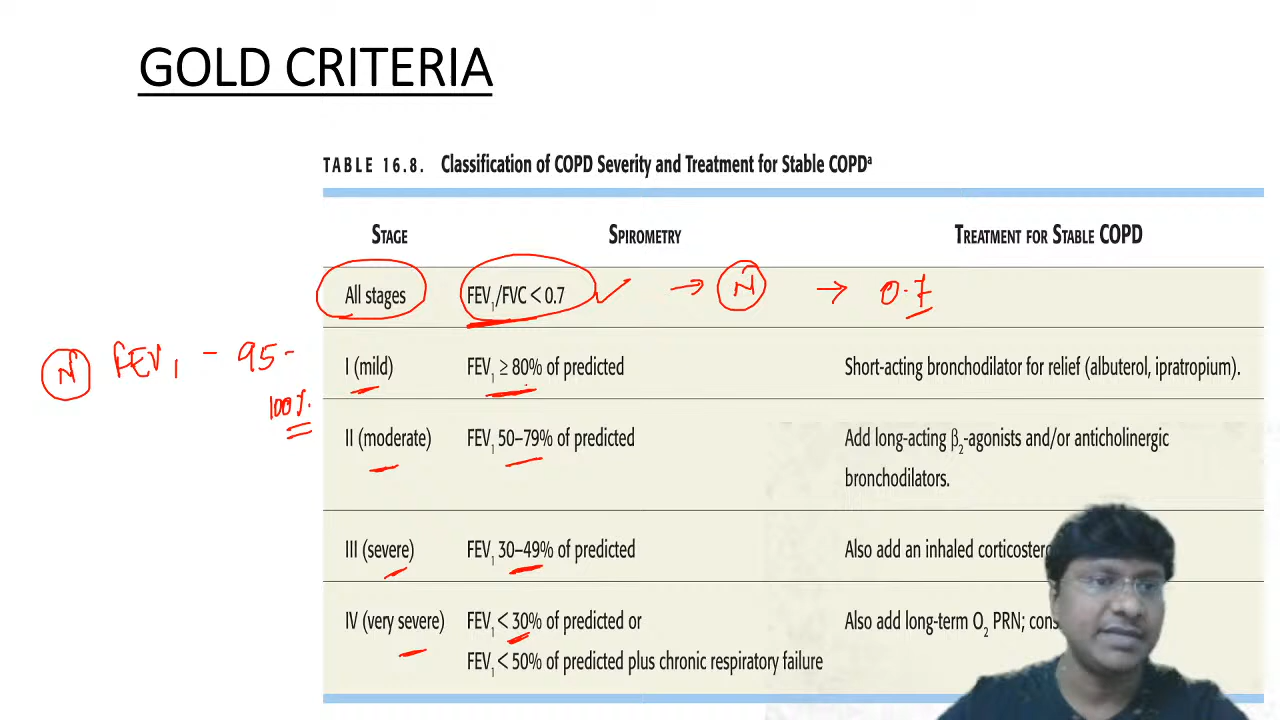 GOLD CRITERIA
TABLE 16.8. Classification of COPD Severity and Treatment for Stable COPDᵃ
STAGE SPIROMETRY TREATMENT FOR STABLE COPD
All stages FEV₁/FVC < 0.7 ✓ → N → 0.7
N FEV₁ - 95-
100%
I (mild) FEV₁ ≥ 80% of predicted Short-acting bronchodilator for relief (albuterol, ipratropium).
II (moderate) FEV₁ 50–79% of predicted Add long-acting β₂-agonists and/or anticholinergic
bronchodilators.
III (severe) FEV₁ 30–49% of predicted Also add an inhaled
IV (very severe) FEV₁ < 30% of predicted or Also add long-term O₂ PRN;
FEV₁ < 50% of predicted plus chronic respiratory failure